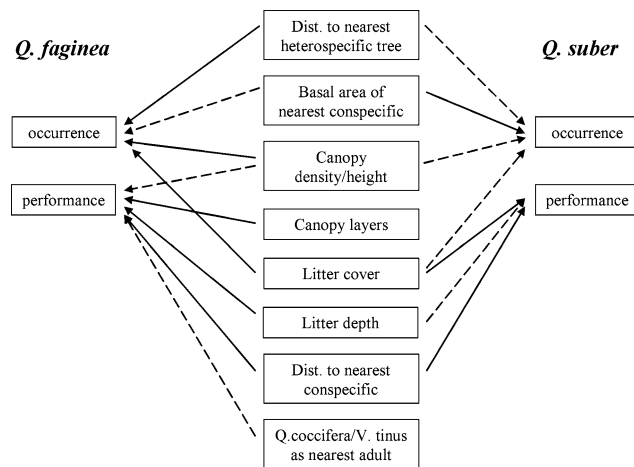 Q. faginea
Q. suber
Dist. to nearest
heterospecific tree
Basal area of
nearest conspecific
occurrence
occurrence
Canopy
density/height
performance
performance
Canopy layers
Litter cover
Litter depth
Dist. to nearest
conspecific
Q.coccifera/V. tinus
as nearest adult